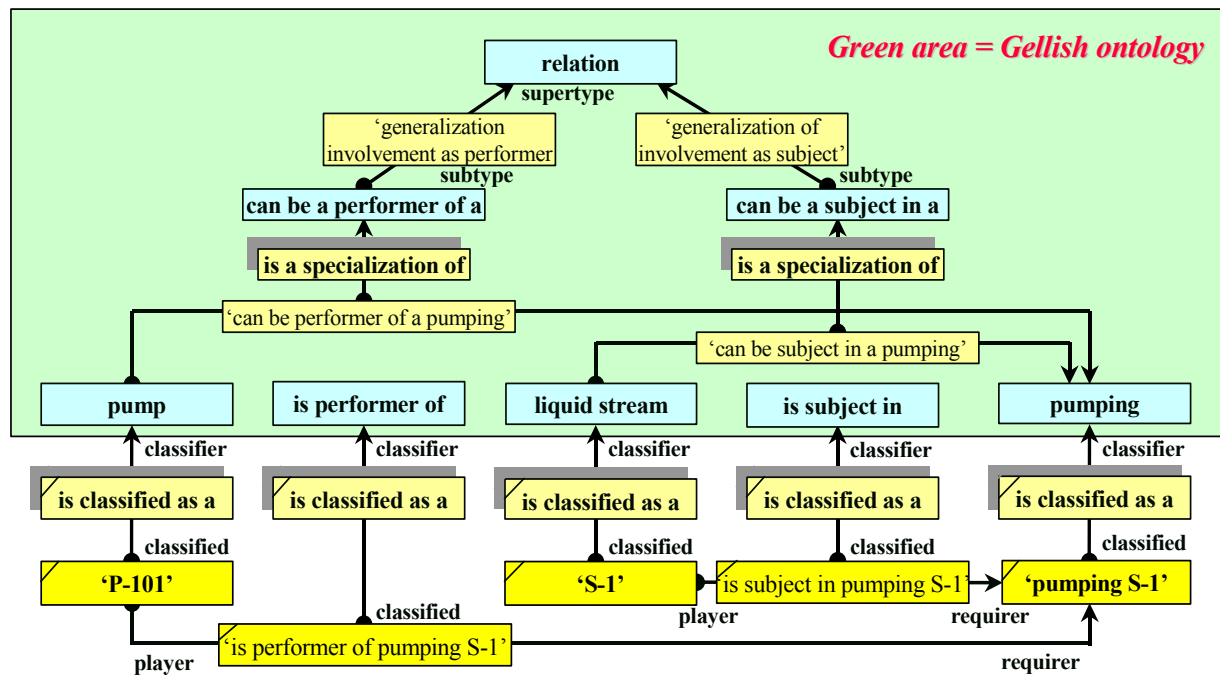 Green area = Gellish ontology
relation
supertype
‘generalization
involvement as performer
‘generalization of
involvement as subject’
subtype
subtype
can be a performer of a
can be a subject in a
is a specialization of
is a specialization of
‘can be performer of a pumping’
‘can be subject in a pumping’
pump
is performer of
liquid stream
is subject in
pumping
classifier
classifier
classifier
classifier
classifier
is classified as a
is classified as a
is classified as a
is classified as a
is classified as a
classified
classified
classified
classified
‘P-101’
‘S-1’
‘is subject in pumping S-1’
‘pumping S-1’
classified
player
requirer
‘is performer of pumping S-1’
player
requirer